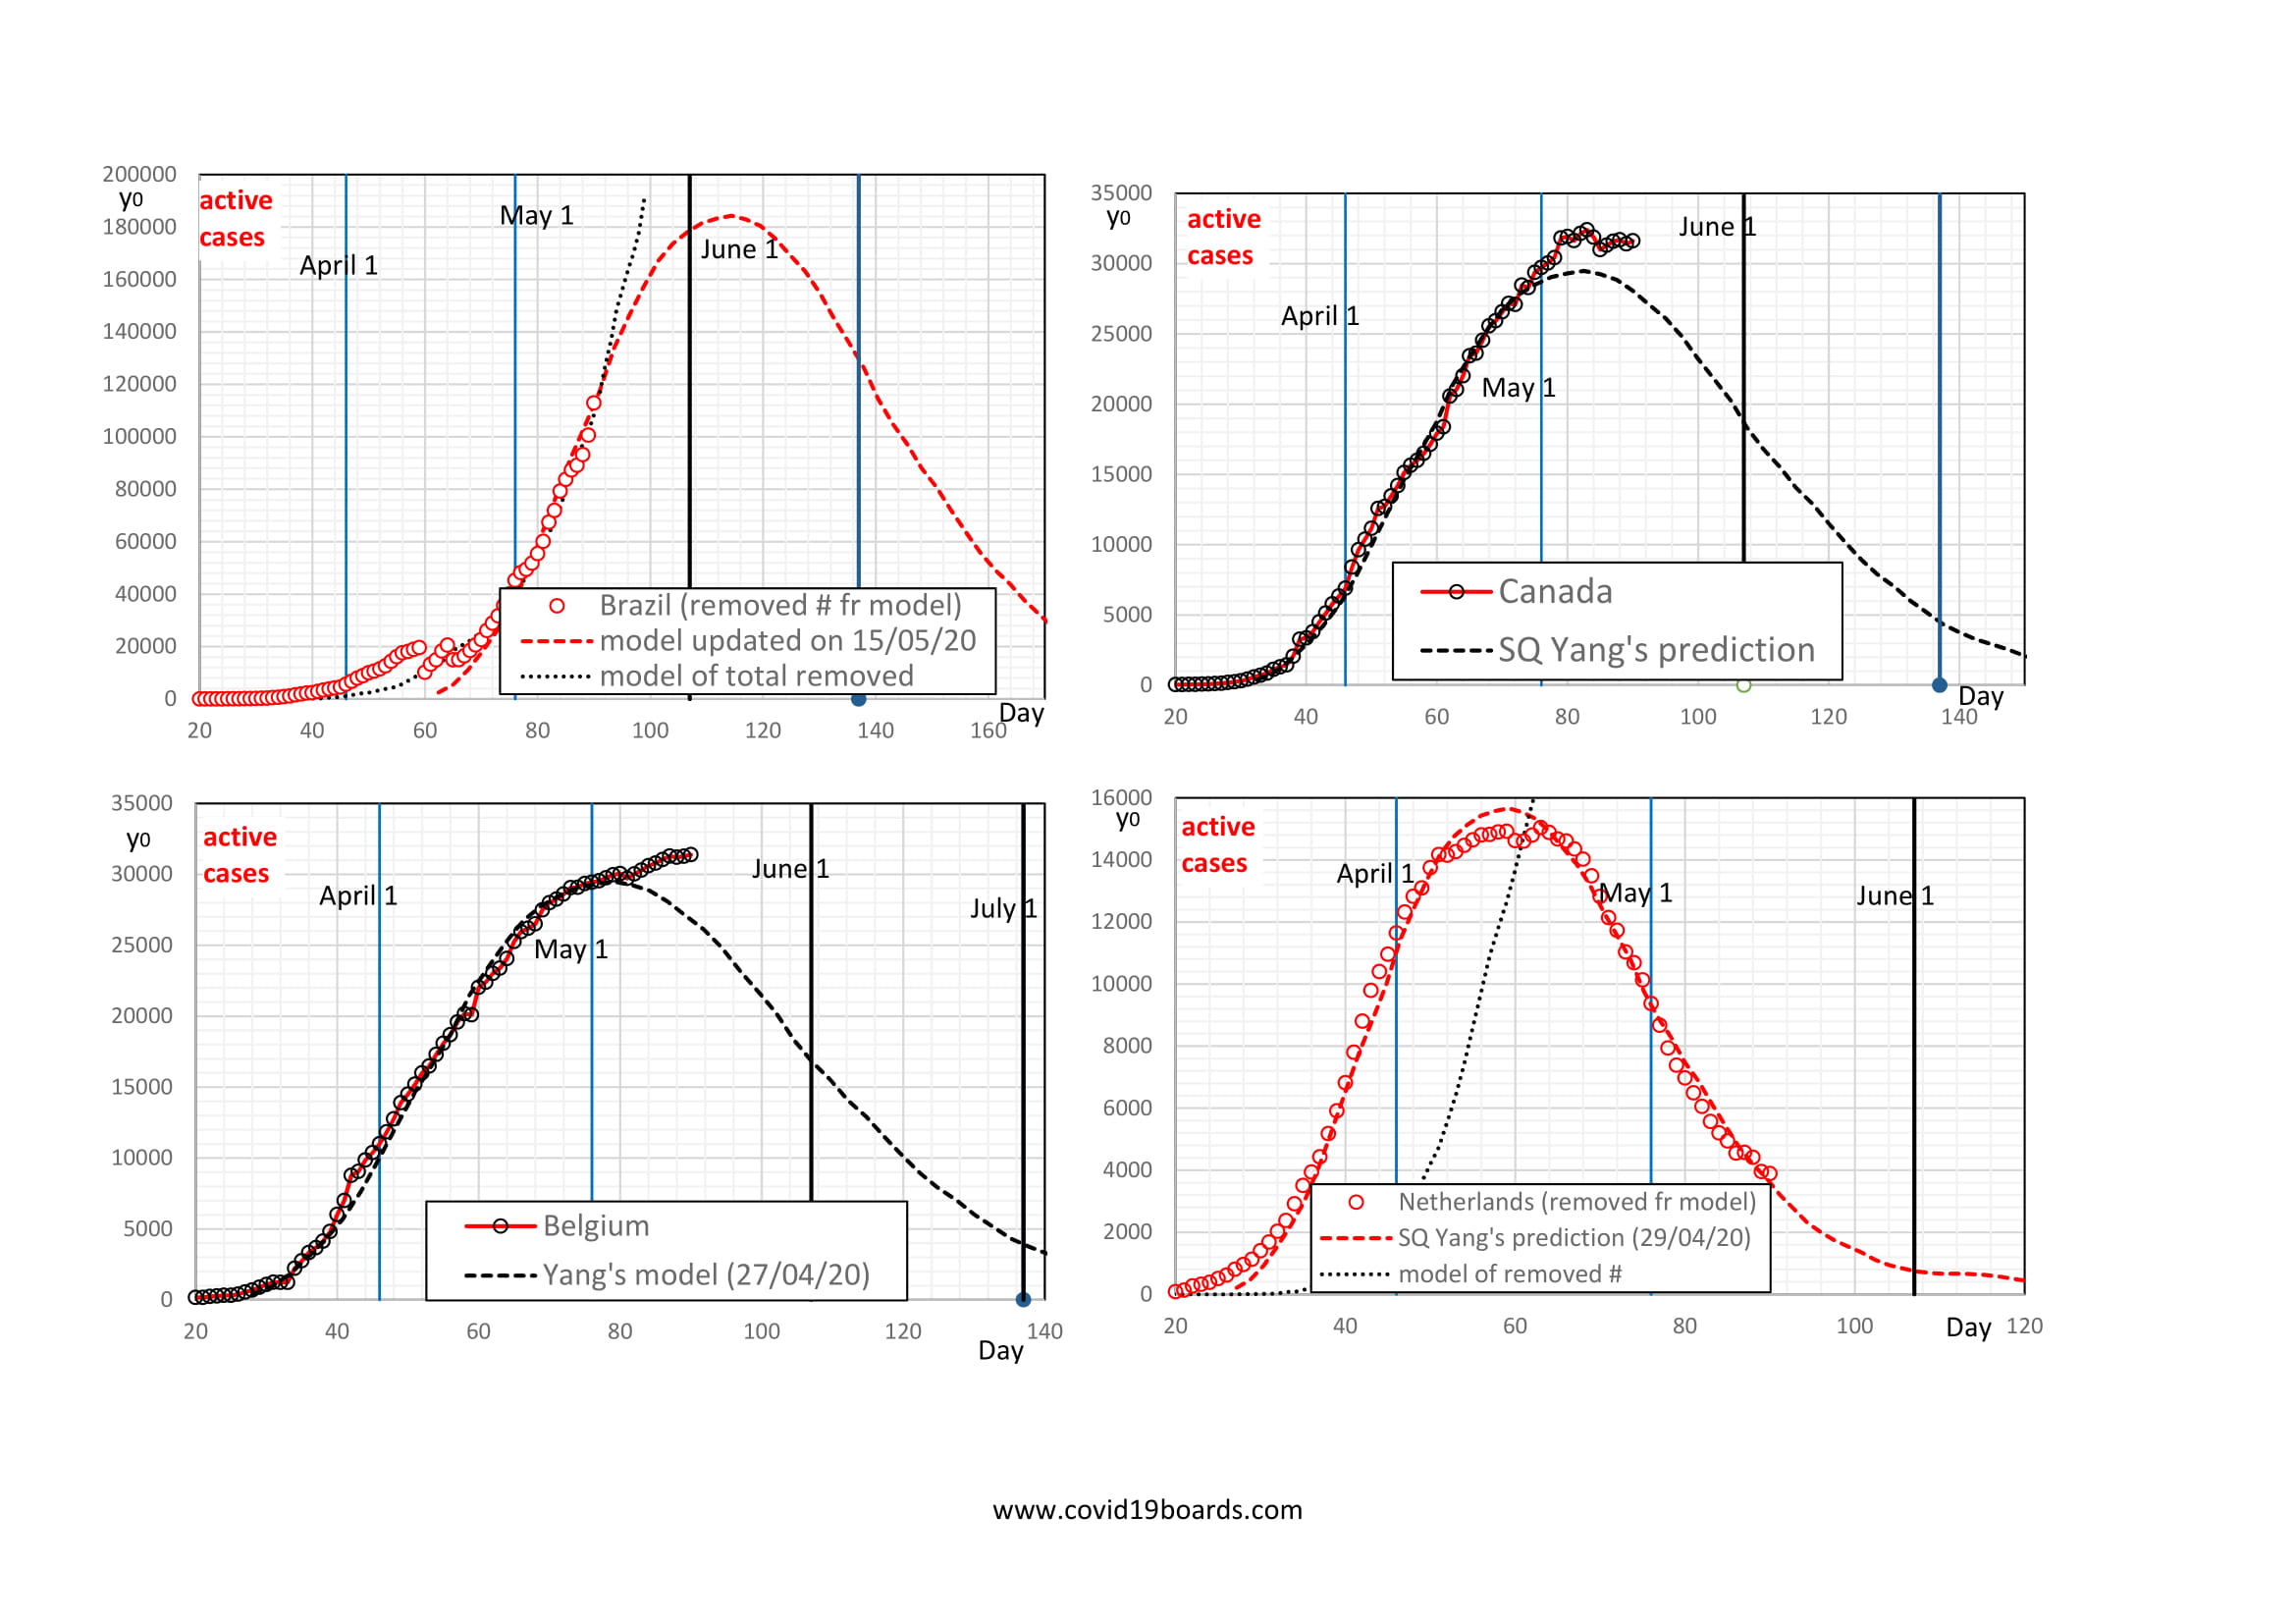 200000
y0
active
cases
180000
160000
140000
120000
100000
80000
60000
40000
20000
0
April 1
May 1
June 1
Brazil (removed # fr model)
model updated on 15/05/20
model of total removed
Day
20 40 60 80 100 120 140 160
35000
y0
active
cases
30000
25000
20000
15000
10000
5000
0
June 1
April 1
May 1
Canada
SQ Yang's prediction
Day
20 40 60 80 100 120 140
35000
y0
active
cases
30000
25000
20000
15000
10000
5000
0
April 1
June 1
July 1
May 1
Belgium
Yang's model (27/04/20)
20 40 60 80 100 120 140
Day
16000
y0
active
cases
14000
12000
10000
8000
6000
4000
2000
0
April 1
May 1
June 1
Netherlands (removed fr model)
SQ Yang's prediction (29/04/20)
model of removed #
20 40 60 80 100 Day 120
www.covid19boards.com